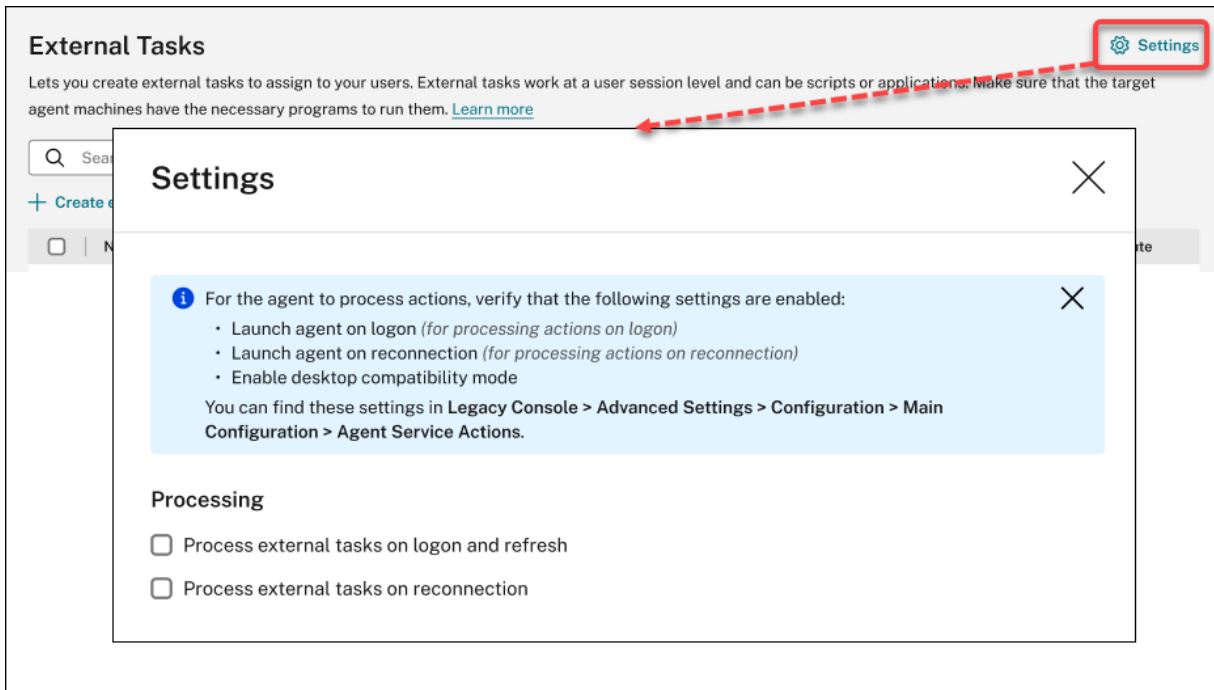 External Tasks
Settings
Lets you create external tasks to assign to your users. External tasks work at a user session level and can be scripts or applications. Make sure that the target
agent machines have the necessary programs to run them. Learn more
Settings
For the agent to process actions, verify that the following settings are enabled:
• Launch agent on logon (for processing actions on logon)
• Launch agent on reconnection (for processing actions on reconnection)
• Enable desktop compatibility mode
You can find these settings in Legacy Console > Advanced Settings > Configuration > Main
Configuration > Agent Service Actions.
Processing
Process external tasks on logon and refresh
Process external tasks on reconnection
+ Create